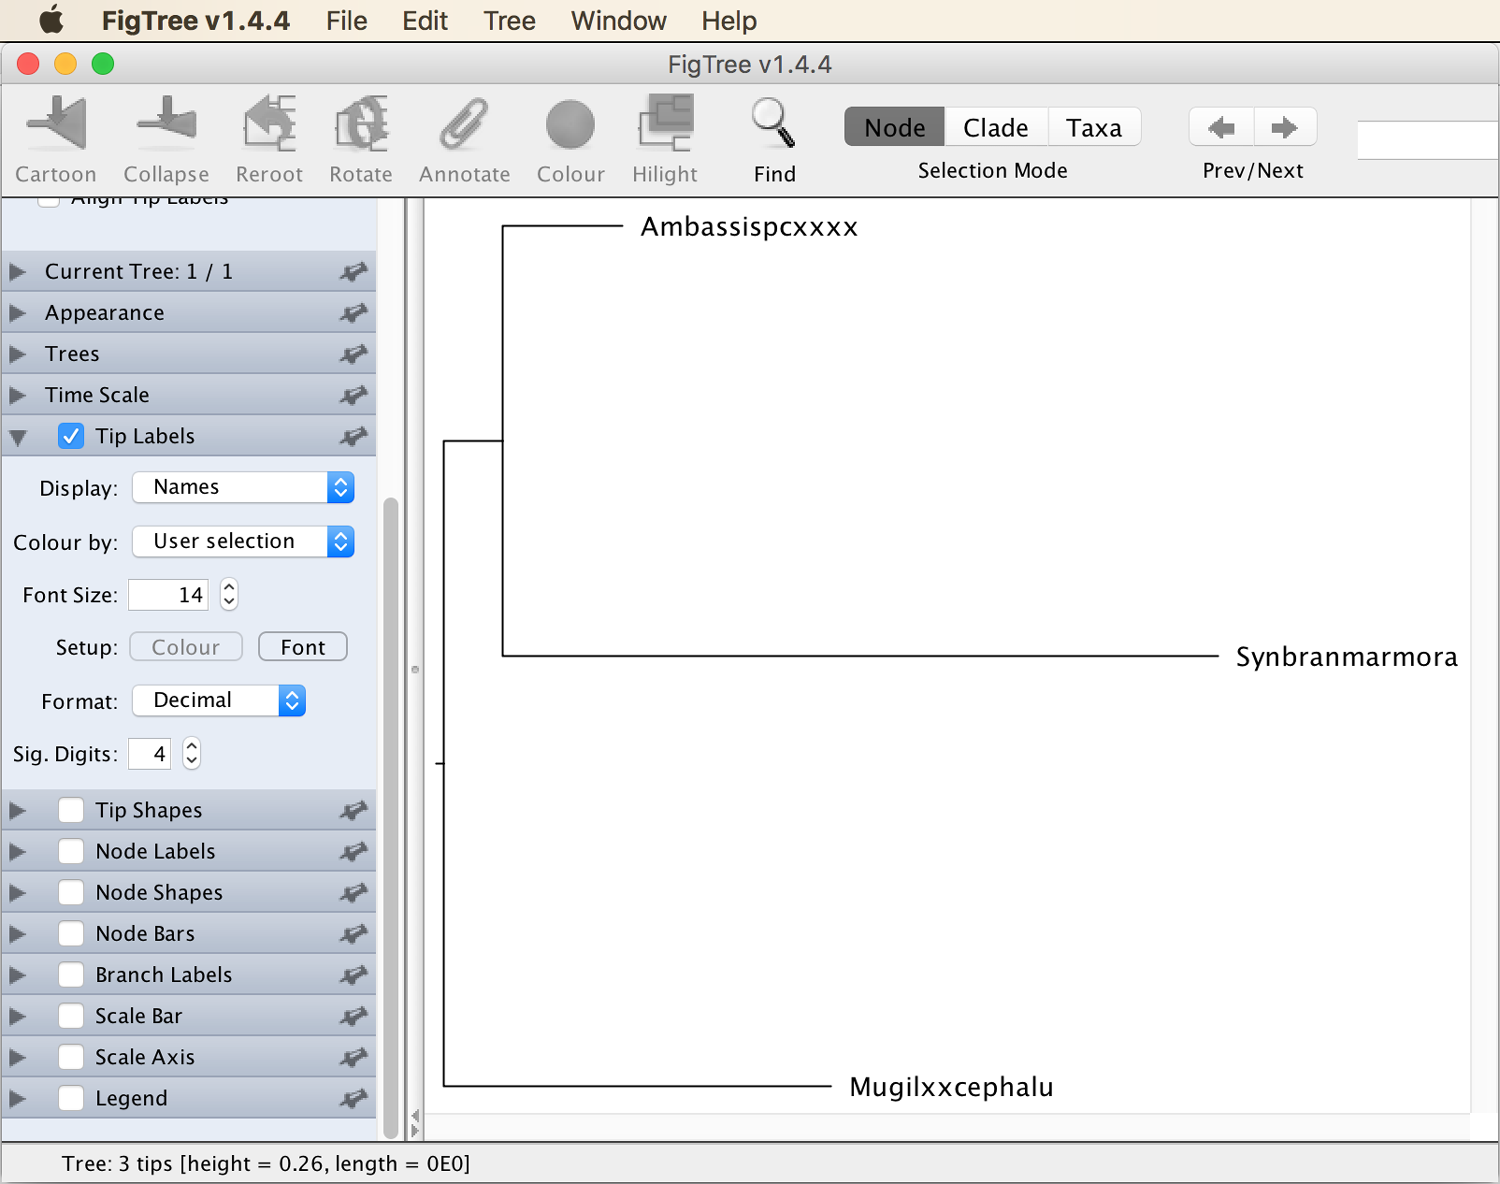 FigTree v1.4.4 File Edit Tree Window Help
FigTree v1.4.4
Cartoon Collapse Reroot Rotate Annotate Colour Hilight Find
Node Clade Taxa
Selection Mode
Prev/Next
Align Tip Labels
Current Tree: 1 / 1
Appearance
Trees
Time Scale
Tip Labels
Display: Names
Colour by: User selection
Font Size: 14
Setup: Colour Font
Format: Decimal
Sig. Digits: 4
Tip Shapes
Node Labels
Node Shapes
Node Bars
Branch Labels
Scale Bar
Scale Axis
Legend
Ambassispcxxxx
Synbranmarmora
Mugilxxcephalu
Tree: 3 tips [height = 0.26, length = 0E0]